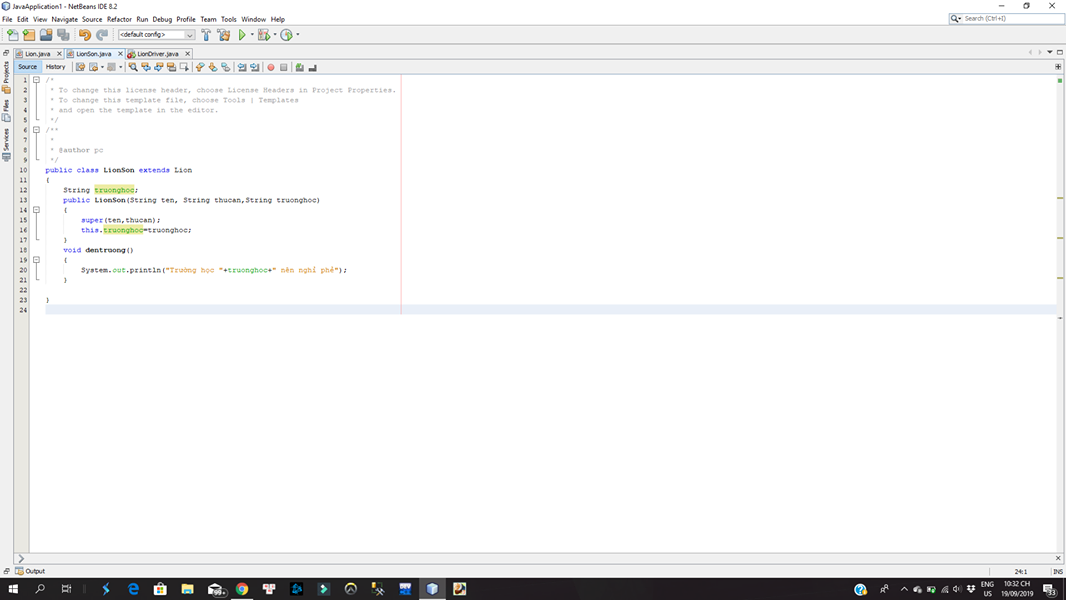 JavaApplication1 - NetBeans IDE 8.2
File Edit View Navigate Source Refactor Run Debug Profile Team Tools Window Help
Search (Ctrl+I)
<default config>
Lion.java LionSon.java LionDriver.java
Source History
Projects
Files
Services
1 /*
2 * To change this license header, choose License Headers in Project Properties.
3 * To change this template file, choose Tools | Templates
4 * and open the template in the editor.
5 */
6 /**
7 *
8 * @author pc
9 */
10 public class LionSon extends Lion
11 {
12 String truonghoc;
13 public LionSon(String ten, String thucan,String truonghoc)
14 {
15 super(ten,thucan);
16 this.truonghoc=truonghoc;
17 }
18 void dentruong()
19 {
20 System.out.println("Trường học "+truonghoc+" nên nghỉ phê");
21 }
22
23 }
24
Output
24:1 INS
99+
ENG
US
10:32 CH
19/09/2019
33